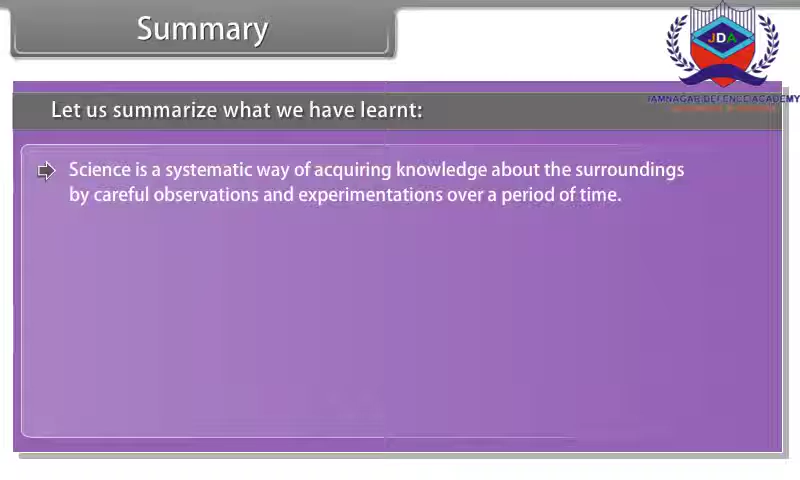 Summary
JDA
JAMNAGAR DEFENCE ACADEMY
Let us summarize what we have learnt:
Science is a systematic way of acquiring knowledge about the surroundings
by careful observations and experimentations over a period of time.